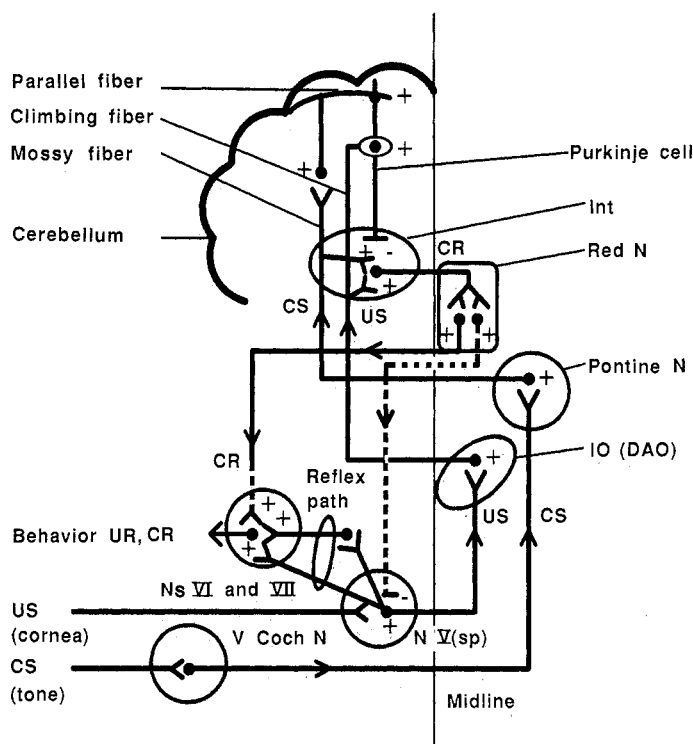 Parallel fiber
+
Climbing fiber
+
Purkinje cell
Mossy fiber
+
Int
Cerebellum
CR
Red N
+ -
+
CS
US
+ +
Pontine N
+
IO (DAO)
+
CR
Reflex
path
US
CS
+ +
Behavior UR, CR
+
Ns VI and VII
-
US
(cornea)
+
N V(sp)
V Coch N
CS
(tone)
Midline